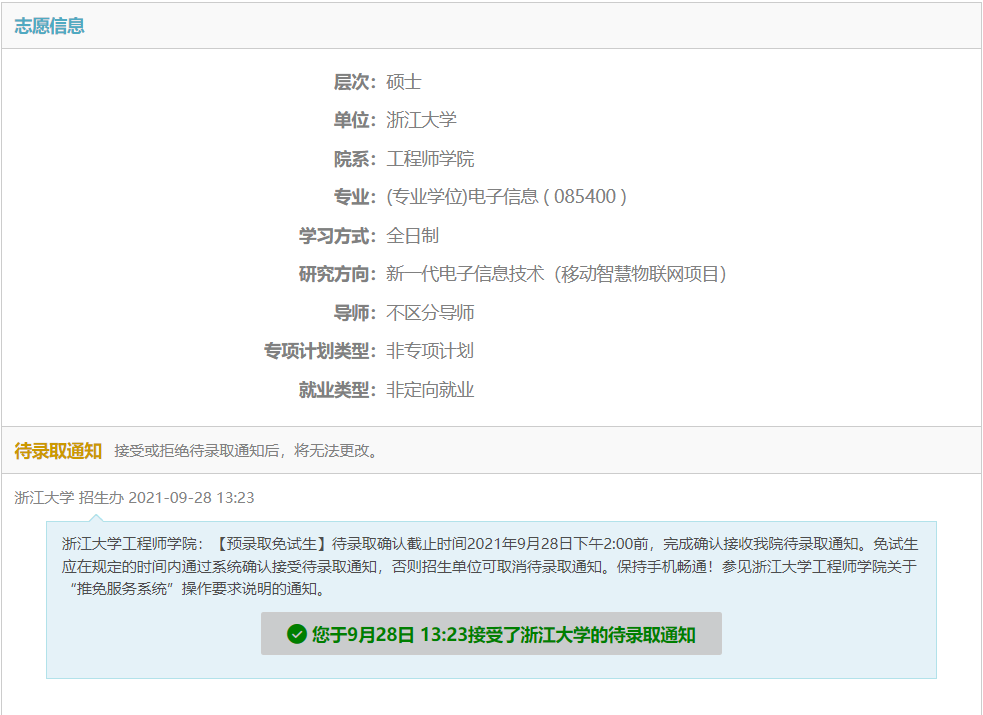 志愿信息
层次：硕士
单位：浙江大学
院系：工程师学院
专业：(专业学位)电子信息 ( 085400 )
学习方式：全日制
研究方向：新一代电子信息技术（移动智慧物联网项目）
导师：不区分导师
专项计划类型：非专项计划
就业类型：非定向就业
待录取通知 接受或拒绝待录取通知后，将无法更改。
浙江大学 招生办 2021-09-28 13:23
浙江大学工程师学院：【预录取免试生】待录取确认截止时间2021年9月28日下午2:00前，完成确认接收我院待录取通知。免试生
应在规定的时间内通过系统确认接受待录取通知，否则招生单位可取消待录取通知。保持手机畅通！参见浙江大学工程师学院关于
“推免服务系统”操作要求说明的通知。
您于9月28日 13:23接受了浙江大学的待录取通知